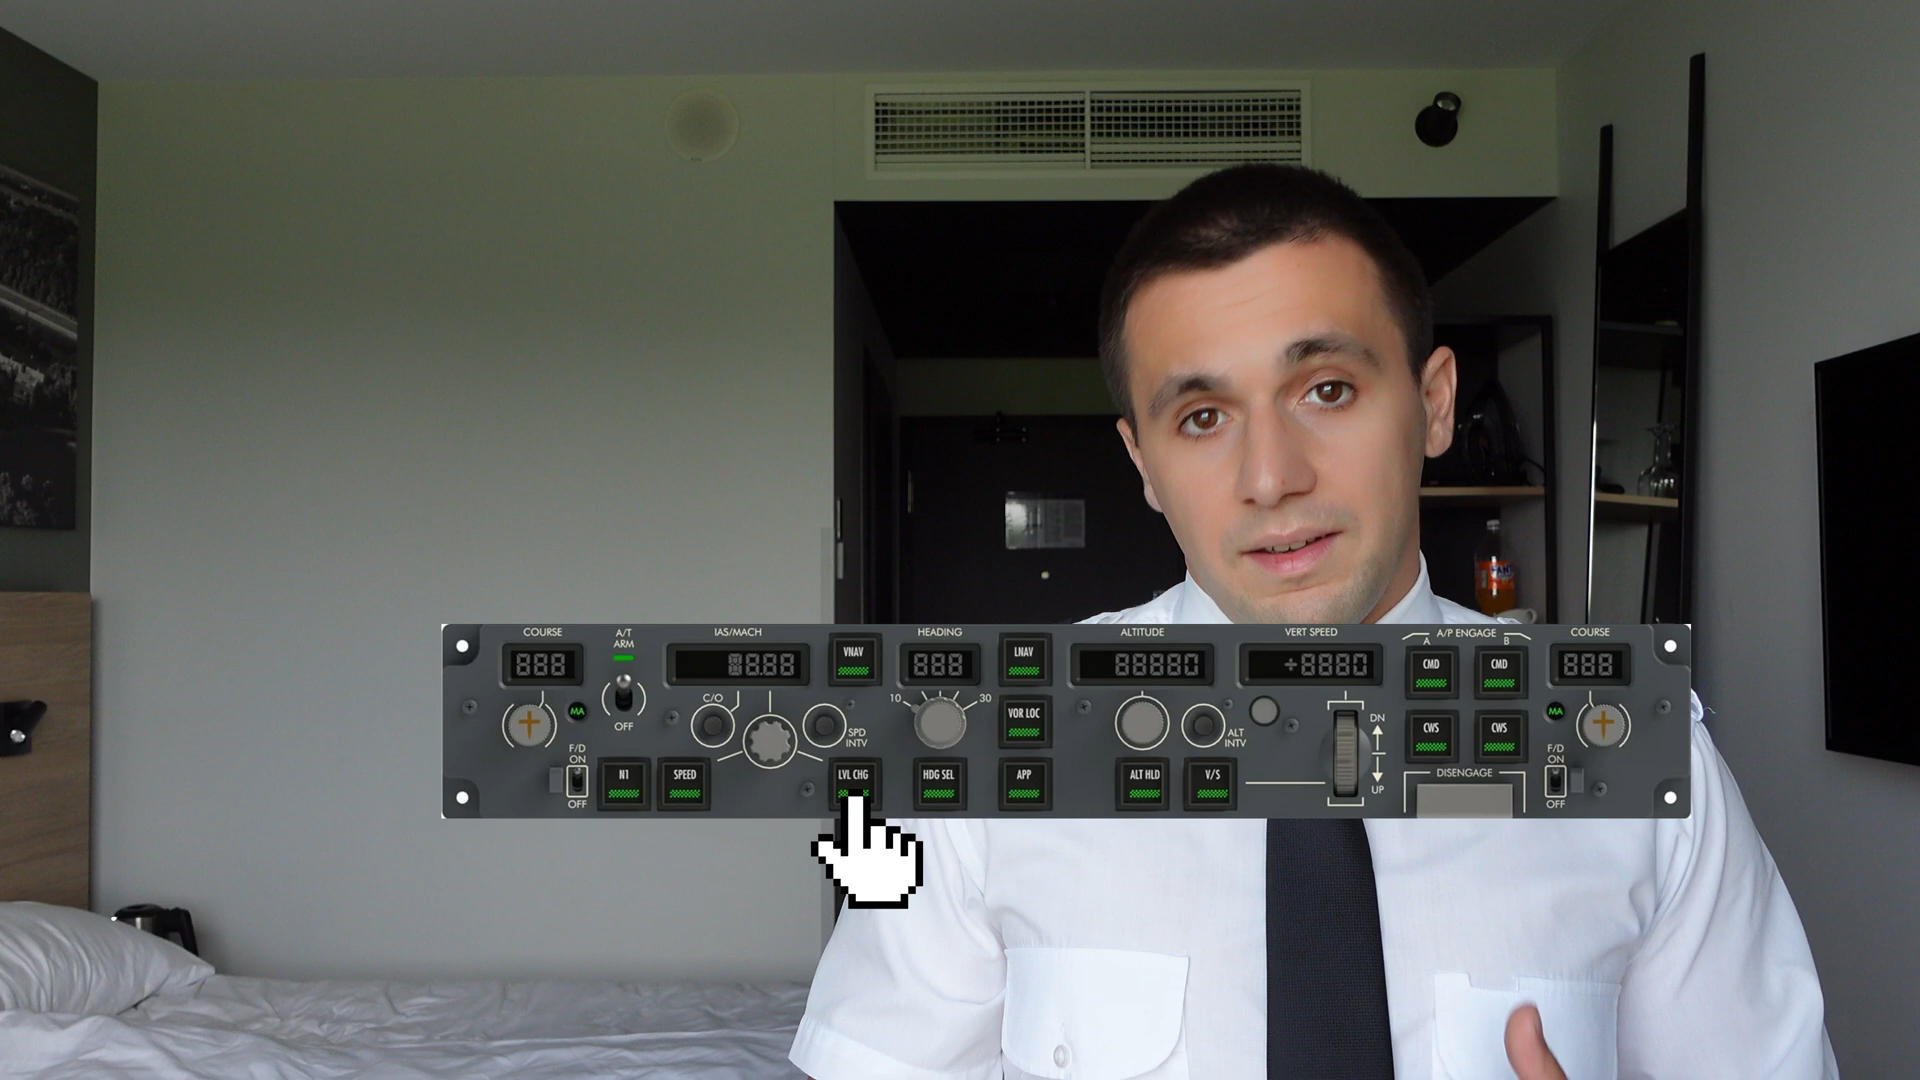 COURSE
A/T
ARM
IAS/MACH
HEADING
ALTITUDE
VERT SPEED
A/P ENGAGE
A
B
COURSE
888
88.88
VNAV
888
LNAV
88880
+8880
CMD
CMD
888
C/O
10
30
MA
OFF
SPD
INTV
VOR LOC
ALT
INTV
DN
UP
CWS
CWS
MA
F/D
ON
OFF
N1
SPEED
LVL CHG
HDG SEL
APP
ALT HLD
V/S
DISENGAGE
F/D
ON
OFF
FANTA